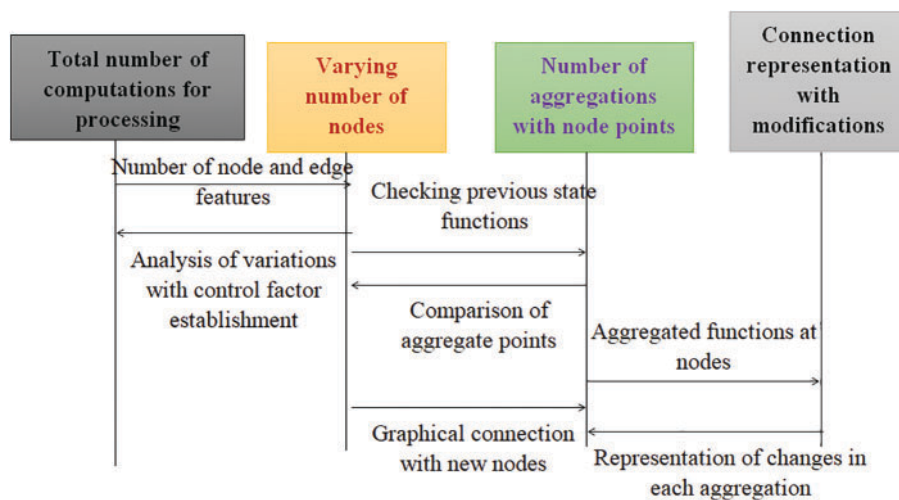 Total number of
computations for
processing
Varying
number of
nodes
Number of
aggregations
with node points
Connection
representation
with
modifications
Number of node and edge
features
Checking previous state
functions
Analysis of variations
with control factor
establishment
Comparison of
aggregate points
Aggregated functions at
nodes
Graphical connection
with new nodes
Representation of changes in
each aggregation